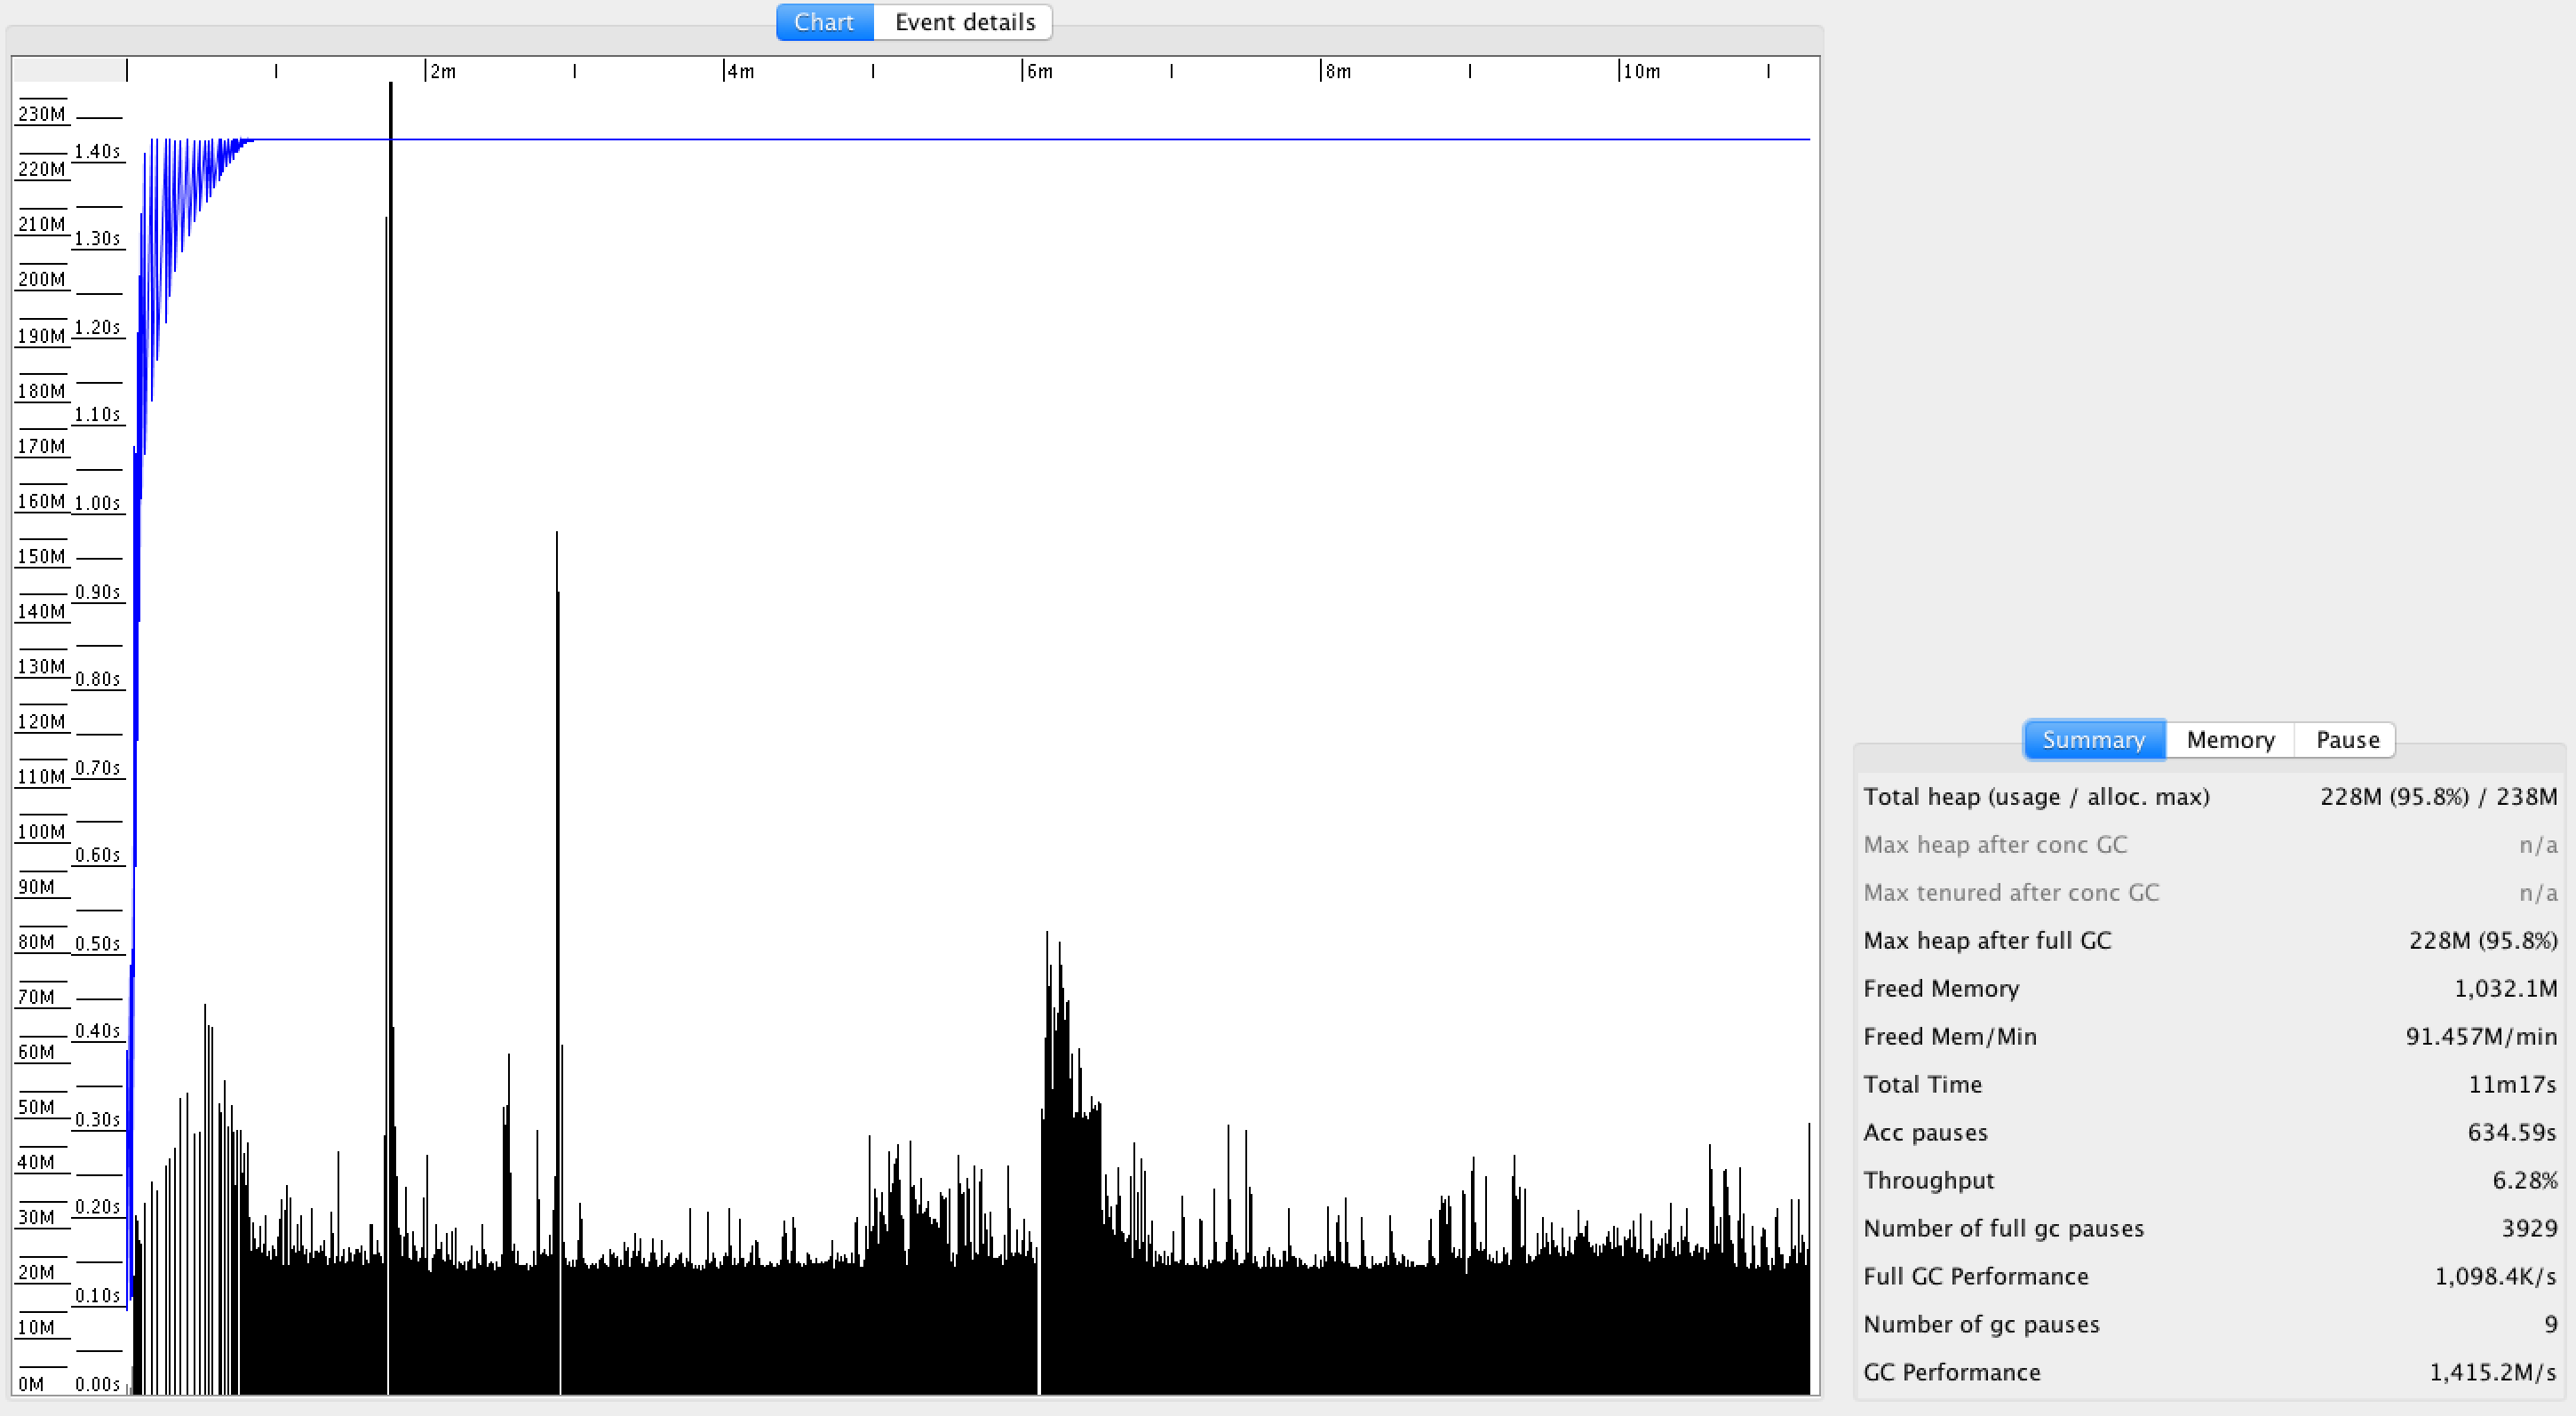 Chart Event details
2m 4m 6m 8m 10m
230M
1.40s
220M
210M
1.30s
200M
1.20s
190M
180M
1.10s
170M
1.00s
160M
150M
0.90s
140M
130M
0.80s
120M
0.70s
110M
100M
0.60s
90M
80M 0.50s
70M
0.40s
60M
50M
0.30s
40M
0.20s
30M
20M
0.10s
10M
0M 0.00s
Summary Memory Pause
Total heap (usage / alloc. max) 228M (95.8%) / 238M
Max heap after conc GC n/a
Max tenured after conc GC n/a
Max heap after full GC 228M (95.8%)
Freed Memory 1,032.1M
Freed Mem/Min 91.457M/min
Total Time 11m17s
Acc pauses 634.59s
Throughput 6.28%
Number of full gc pauses 3929
Full GC Performance 1,098.4K/s
Number of gc pauses 9
GC Performance 1,415.2M/s